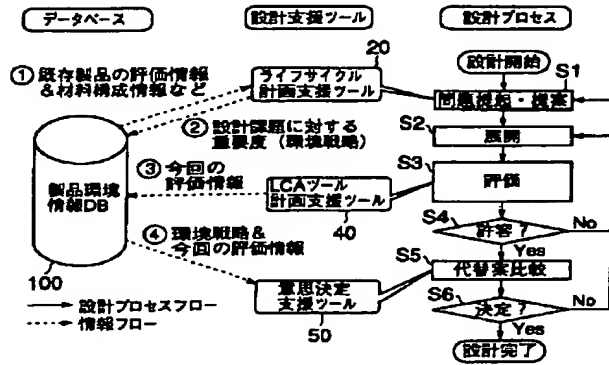 データベース
設計支援ツール
設計プロセス
20
設計開始
① 既存製品の評価情報
&材料構成情報など
ライフサイクル
計画支援ツール
S1
問題提起・捜索
② 設計課題に対する
重要度(環境戦略)
S2
展開
③ 今回の
評価情報
S3
製品環境
情報DB
LCAツール
計画支援ツール
評価
40
S4
許容?
No
Yes
④ 環境戦略&
今回の評価情報
100
S5
代替案比較
意思決定
支援ツール
50
S6
決定?
No
Yes
設計プロセスフロー
情報フロー
設計完了